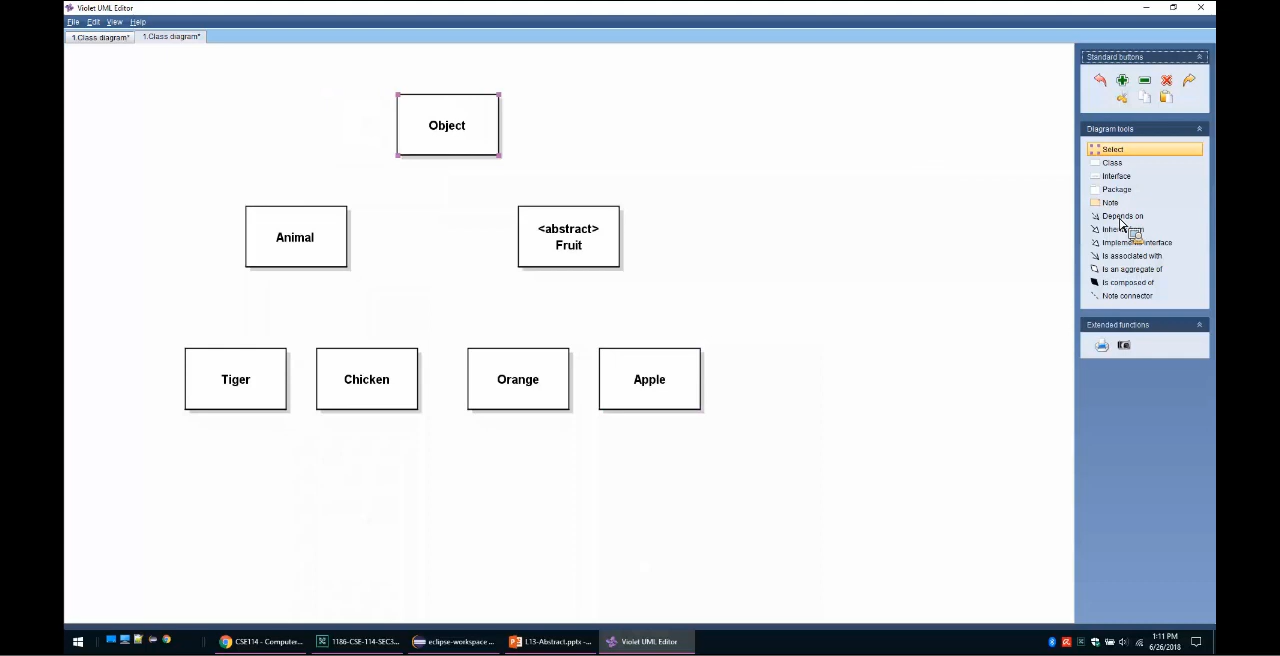 Violet UML Editor
File Edit View Help
1.Class diagram* 1.Class diagram*
Object
Animal
<abstract>
Fruit
Tiger
Chicken
Orange
Apple
Standard buttons
Diagram tools
Select
Class
Interface
Package
Note
Depends on
Implements interface
Is associated with
Is an aggregate of
Is composed of
Note connector
Extended functions
CSE114 - Computer...
1186-CSE-114-SEC3...
eclipse-workspace ...
L13-Abstract.pptx -...
Violet UML Editor
1:11 PM
6/26/2018